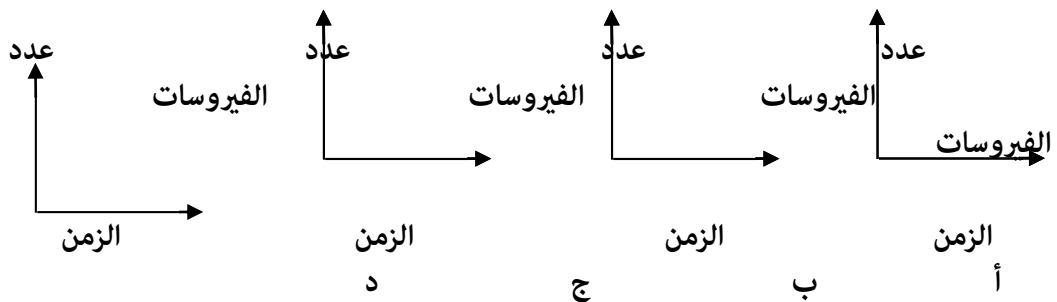 عدد عدد عدد عدد
الفيروسات الفيروسات الفيروسات
الفيروسات
الزمن الزمن الزمن الزمن
أ ب ج د